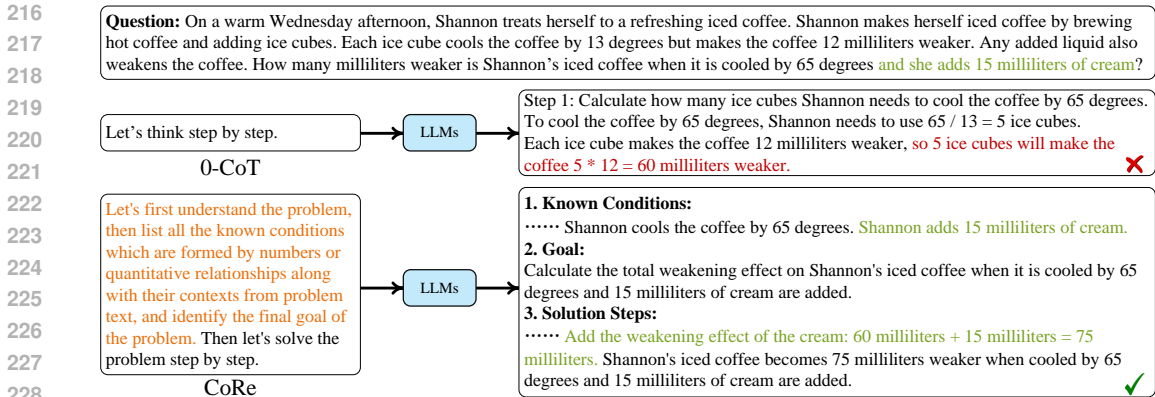 216
217
218
219
220
221
222
223
224
225
226
227
228
Question: On a warm Wednesday afternoon, Shannon treats herself to a refreshing iced coffee. Shannon makes herself iced coffee by brewing
hot coffee and adding ice cubes. Each ice cube cools the coffee by 13 degrees but makes the coffee 12 milliliters weaker. Any added liquid also
weakens the coffee. How many milliliters weaker is Shannon's iced coffee when it is cooled by 65 degrees and she adds 15 milliliters of cream?
Let's think step by step.
0-CoT
LLMs
Step 1: Calculate how many ice cubes Shannon needs to cool the coffee by 65 degrees.
To cool the coffee by 65 degrees, Shannon needs to use 65 / 13 = 5 ice cubes.
Each ice cube makes the coffee 12 milliliters weaker, so 5 ice cubes will make the
coffee 5 * 12 = 60 milliliters weaker.
Let's first understand the problem,
then list all the known conditions
which are formed by numbers or
quantitative relationships along
with their contexts from problem
text, and identify the final goal of
the problem. Then let's solve the
problem step by step.
CoRe
LLMs
1. Known Conditions:
······ Shannon cools the coffee by 65 degrees. Shannon adds 15 milliliters of cream.
2. Goal:
Calculate the total weakening effect on Shannon's iced coffee when it is cooled by 65
degrees and 15 milliliters of cream are added.
3. Solution Steps:
······ Add the weakening effect of the cream: 60 milliliters + 15 milliliters = 75
milliliters. Shannon's iced coffee becomes 75 milliliters weaker when cooled by 65
degrees and 15 milliliters of cream are added.